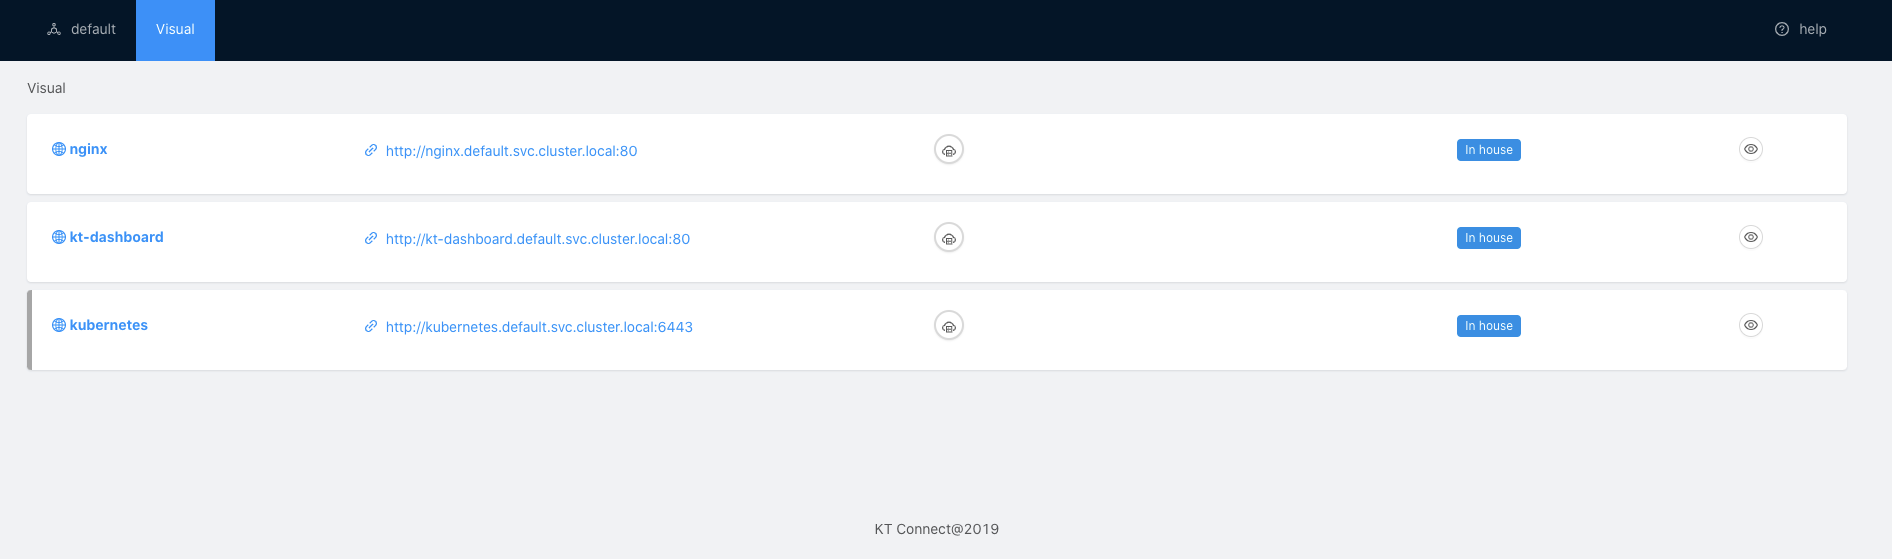 default Visual help
Visual
nginx http://nginx.default.svc.cluster.local:80 In house
kt-dashboard http://kt-dashboard.default.svc.cluster.local:80 In house
kubernetes http://kubernetes.default.svc.cluster.local:6443 In house
KT Connect@2019